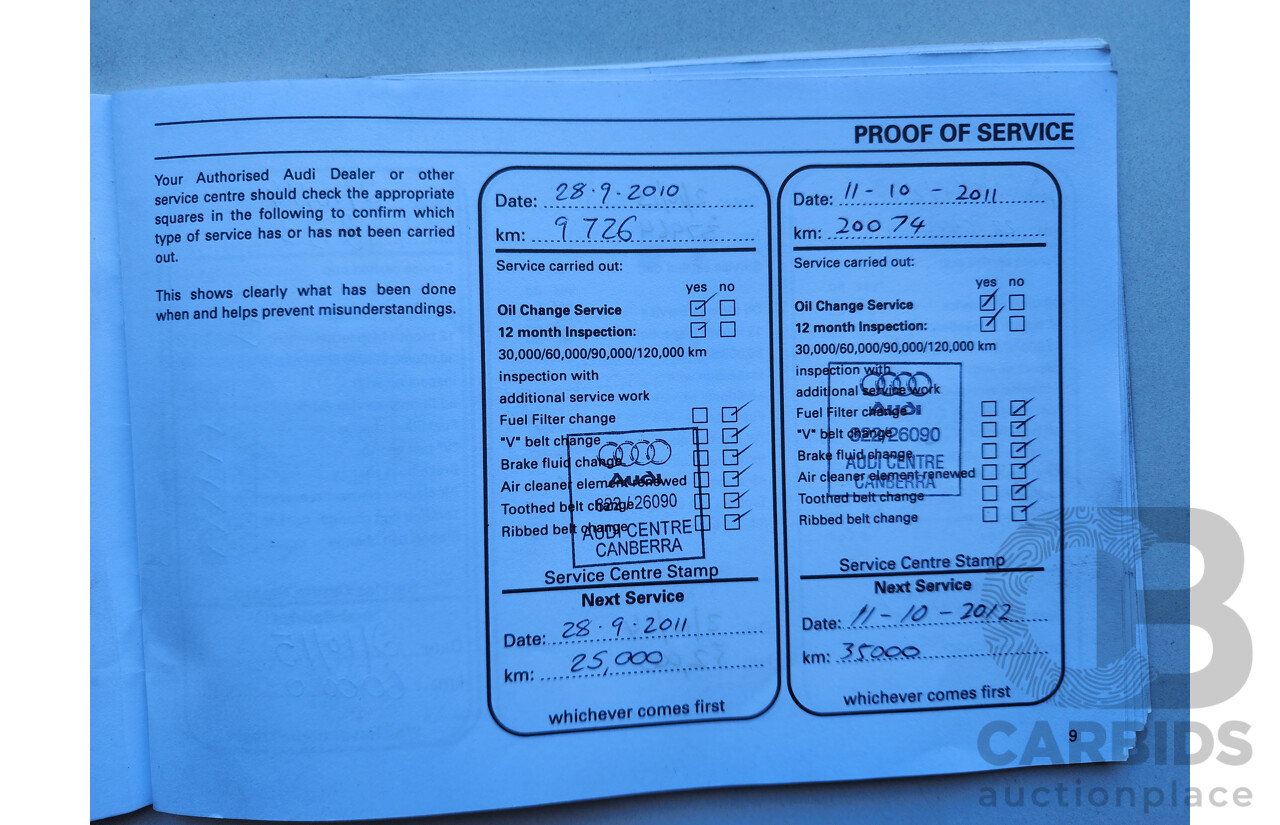 PROOF OF SERVICE
Your Authorised Audi Dealer or other
service centre should check the appropriate
squares in the following to confirm which
type of service has or has not been carried
out.
This shows clearly what has been done
when and helps prevent misunderstandings.
Date: 28·9·2010
km: 9 726
Service carried out:
yes no
Oil Change Service
12 month Inspection:
30,000/60,000/90,000/120,000 km
inspection with
additional service work
Fuel Filter change
"V" belt change
Brake fluid change
Air cleaner element renewed
Toothed belt change
Ribbed belt change
Audi
822/26090
AUDI CENTRE
CANBERRA
Service Centre Stamp
Next Service
Date: 28·9·2011
km: 25,000
whichever comes first
Date: 11-10-2011
km: 20074
Service carried out:
yes no
Oil Change Service
12 month Inspection:
30,000/60,000/90,000/120,000 km
inspection with
additional service work
Fuel Filter change
"V" belt change
Brake fluid change
Air cleaner element renewed
Toothed belt change
Ribbed belt change
Audi
822/26090
AUDI CENTRE
CANBERRA
Service Centre Stamp
Next Service
Date: 11-10-2012
km: 35000
whichever comes first
9
CARBIDS
auctionplace